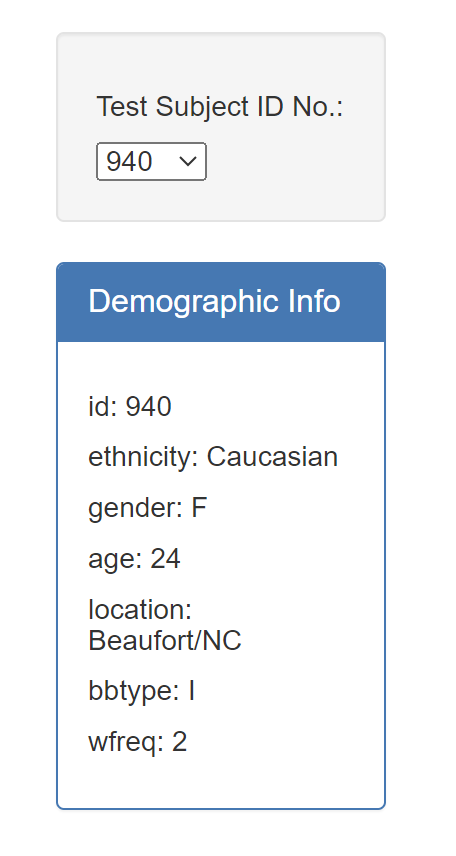 Test Subject ID No.:
940
Demographic Info
id: 940
ethnicity: Caucasian
gender: F
age: 24
location:
Beaufort/NC
bbtype: I
wfreq: 2